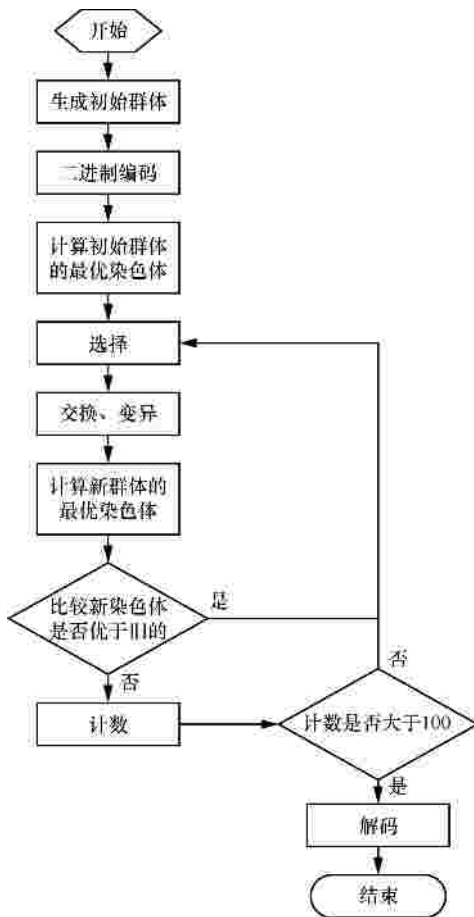 开始
生成初始群体
二进制编码
计算初始群体
的最优染色体
选择
交换、变异
计算新群体的
最优染色体
比较新染色体
是否优于旧的
是
否
计数
否
计数是否大于100
是
解码
结束